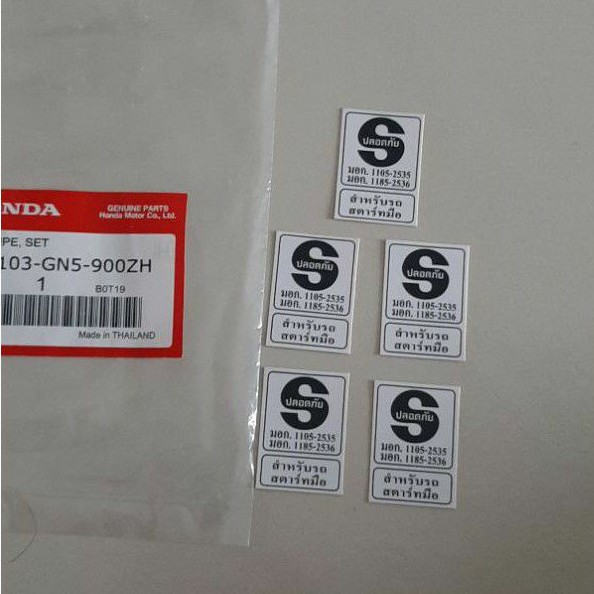 NDA
GENUINE PARTS
Honda Motor Co., Ltd.
PE, SET
103-GN5-900ZH
1
B0T19
Made in THAILAND
ปลอดภัย
มอก. 1105-2535
มอก. 1185-2536
สำหรับรถ
สตาร์ทมือ
ปลอดภัย
มอก. 1105-2535
มอก. 1185-2536
สำหรับรถ
สตาร์ทมือ
ปลอดภัย
มอก. 1105-2535
มอก. 1185-2536
สำหรับรถ
สตาร์ทมือ
ปลอดภัย
มอก. 1105-2535
มอก. 1185-2536
สำหรับรถ
สตาร์ทมือ
ปลอดภัย
มอก. 1105-2535
มอก. 1185-2536
สำหรับรถ
สตาร์ทมือ